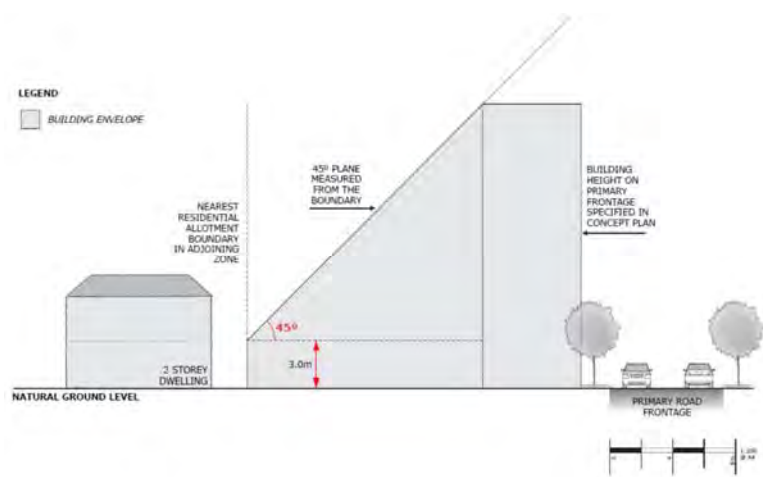 LEGEND
BUILDING ENVELOPE
45º PLANE
MEASURED
FROM THE
BOUNDARY
BUILDING
HEIGHT ON
PRIMARY
FRONTAGE
SPECIFIED IN
CONCEPT PLAN
NEAREST
RESIDENTIAL
ALLOTMENT
BOUNDARY
IN ADJOINING
ZONE
45º
3.0m
2 STOREY
DWELLING
NATURAL GROUND LEVEL
PRIMARY ROAD
FRONTAGE